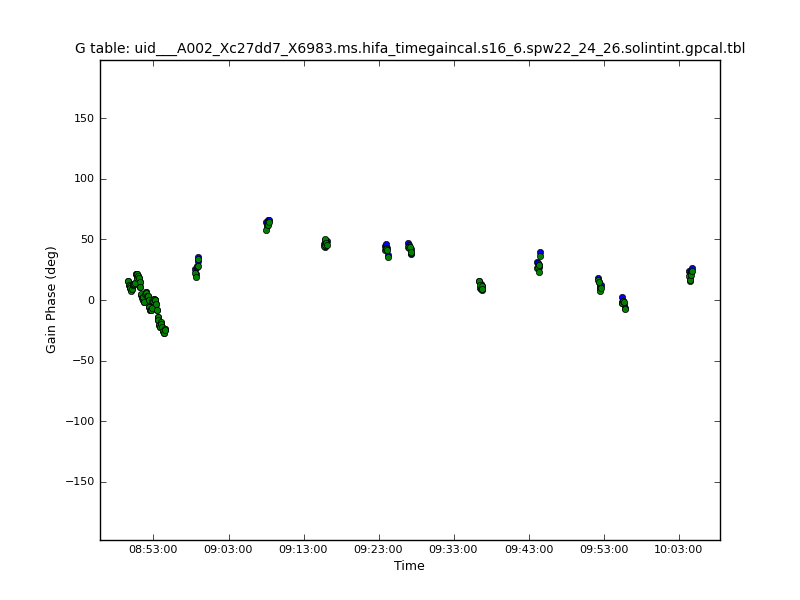 G table: uid___A002_Xc27dd7_X6983.ms.hifa_timegaincal.s16_6.spw22_24_26.solintint.gpcal.tbl
150
100
50
0
−50
−100
−150
Gain Phase (deg)
08:53:00 09:03:00 09:13:00 09:23:00 09:33:00 09:43:00 09:53:00 10:03:00
Time